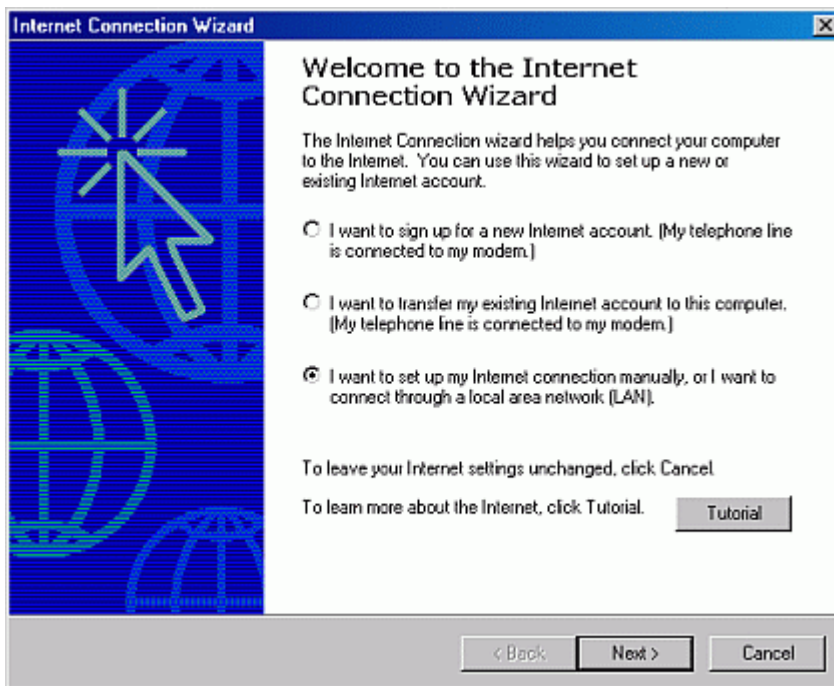 Internet Connection Wizard
Welcome to the Internet
Connection Wizard
The Internet Connection wizard helps you connect your computer
to the Internet. You can use this wizard to set up a new or
existing Internet account.
I want to sign up for a new Internet account. (My telephone line
is connected to my modem.)
I want to transfer my existing Internet account to this computer.
(My telephone line is connected to my modem.)
I want to set up my Internet connection manually, or I want to
connect through a local area network (LAN).
To leave your Internet settings unchanged, click Cancel.
To learn more about the Internet, click Tutorial.
Tutorial
< Back
Next >
Cancel